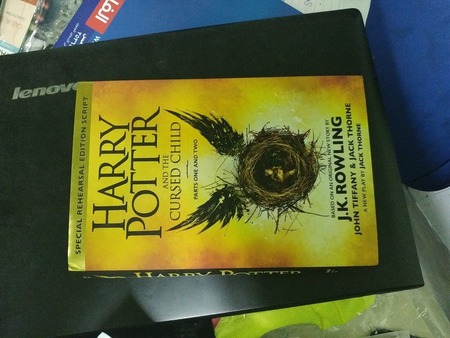 lenovo
SPECIAL REHEARSAL EDITION SCRIPT
HARRY
POTTER
AND THE
CURSED CHILD
PARTS ONE AND TWO
BASED ON AN ORIGINAL NEW STORY BY
J.K. ROWLING
JOHN TIFFANY & JACK THORNE
A NEW PLAY BY JACK THORNE
HARRY POTTER